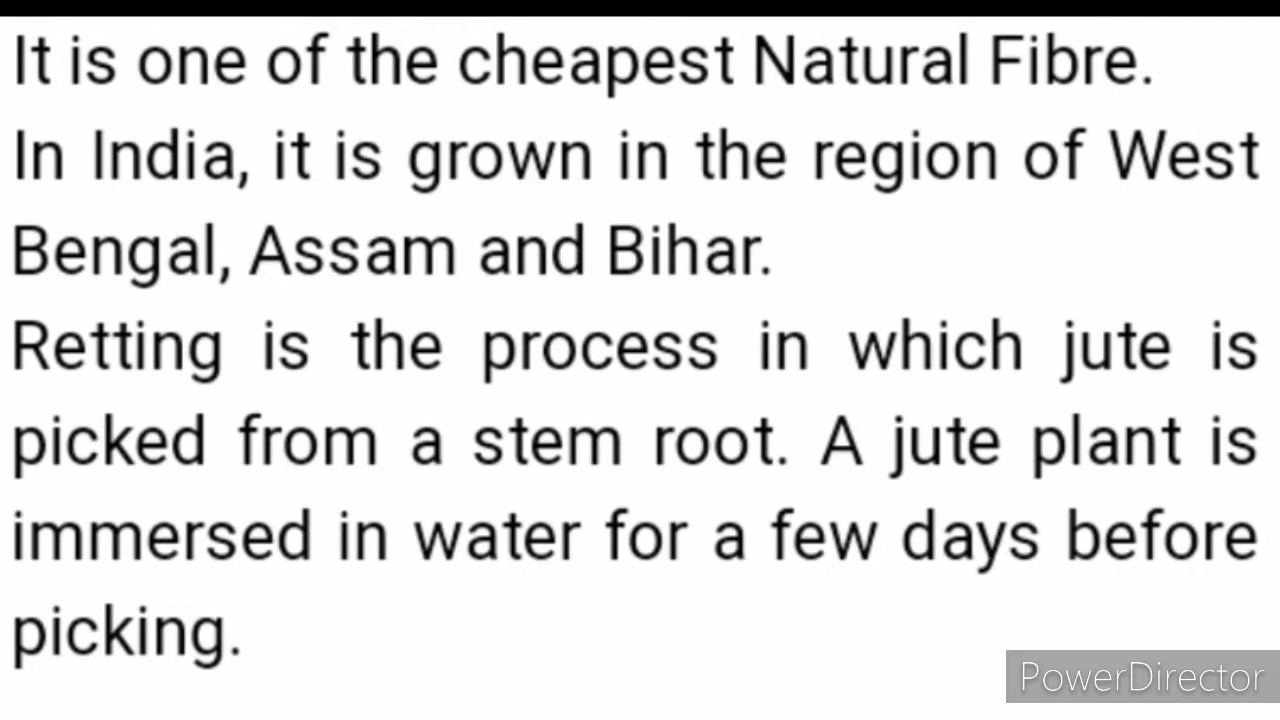 It is one of the cheapest Natural Fibre.
In India, it is grown in the region of West
Bengal, Assam and Bihar.
Retting is the process in which jute is
picked from a stem root. A jute plant is
immersed in water for a few days before
picking.
PowerDirector